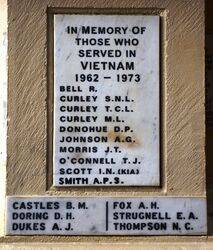 IN MEMORY OF
THOSE WHO
SERVED IN
VIETNAM
1962 - 1973
BELL R.
CURLEY S.N.L.
CURLEY T.C.L.
CURLEY M.L.
DONOHUE D.P.
JOHNSON A.G.
MORRIS J.T.
O'CONNELL T.J.
SCOTT I.N. (KIA)
SMITH A.P.S.
CASTLES B.M.
DORING D.H.
DUKES A.J.
FOX A.H.
STRUGNELL E.A.
THOMPSON N.C.